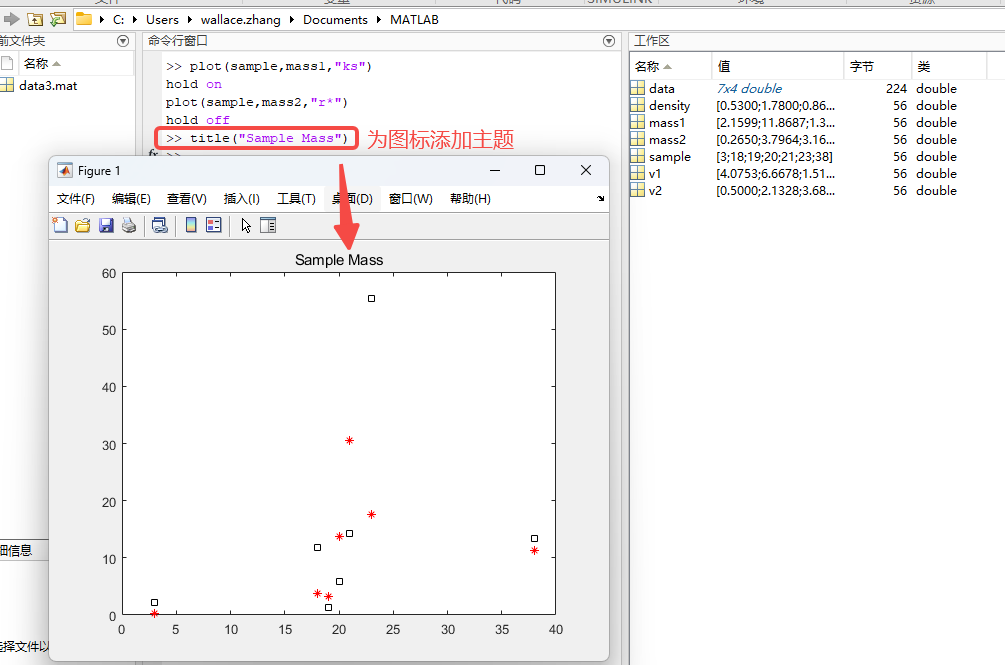 C: Users wallace.zhang Documents MATLAB
前文件夹
名称
data3.mat
细信息
选择文件以
命令行窗口
>> plot(sample,mass1,"ks")
hold on
plot(sample,mass2,"r*")
hold off
>> title("Sample Mass")
为图标添加主题
fx >>
Figure 1
文件(F) 编辑(E) 查看(V) 插入(I) 工具(T) 桌面(D) 窗口(W) 帮助(H)
Sample Mass
60
50
40
30
20
10
0
0 5 10 15 20 25 30 35 40
工作区
名称 值 字节 类
data 7x4 double 224 double
density [0.5300;1.7800;0.86... 56 double
mass1 [2.1599;11.8687;1.3... 56 double
mass2 [0.2650;3.7964;3.16... 56 double
sample [3;18;19;20;21;23;38] 56 double
v1 [4.0753;6.6678;1.51... 56 double
v2 [0.5000;2.1328;3.68... 56 double